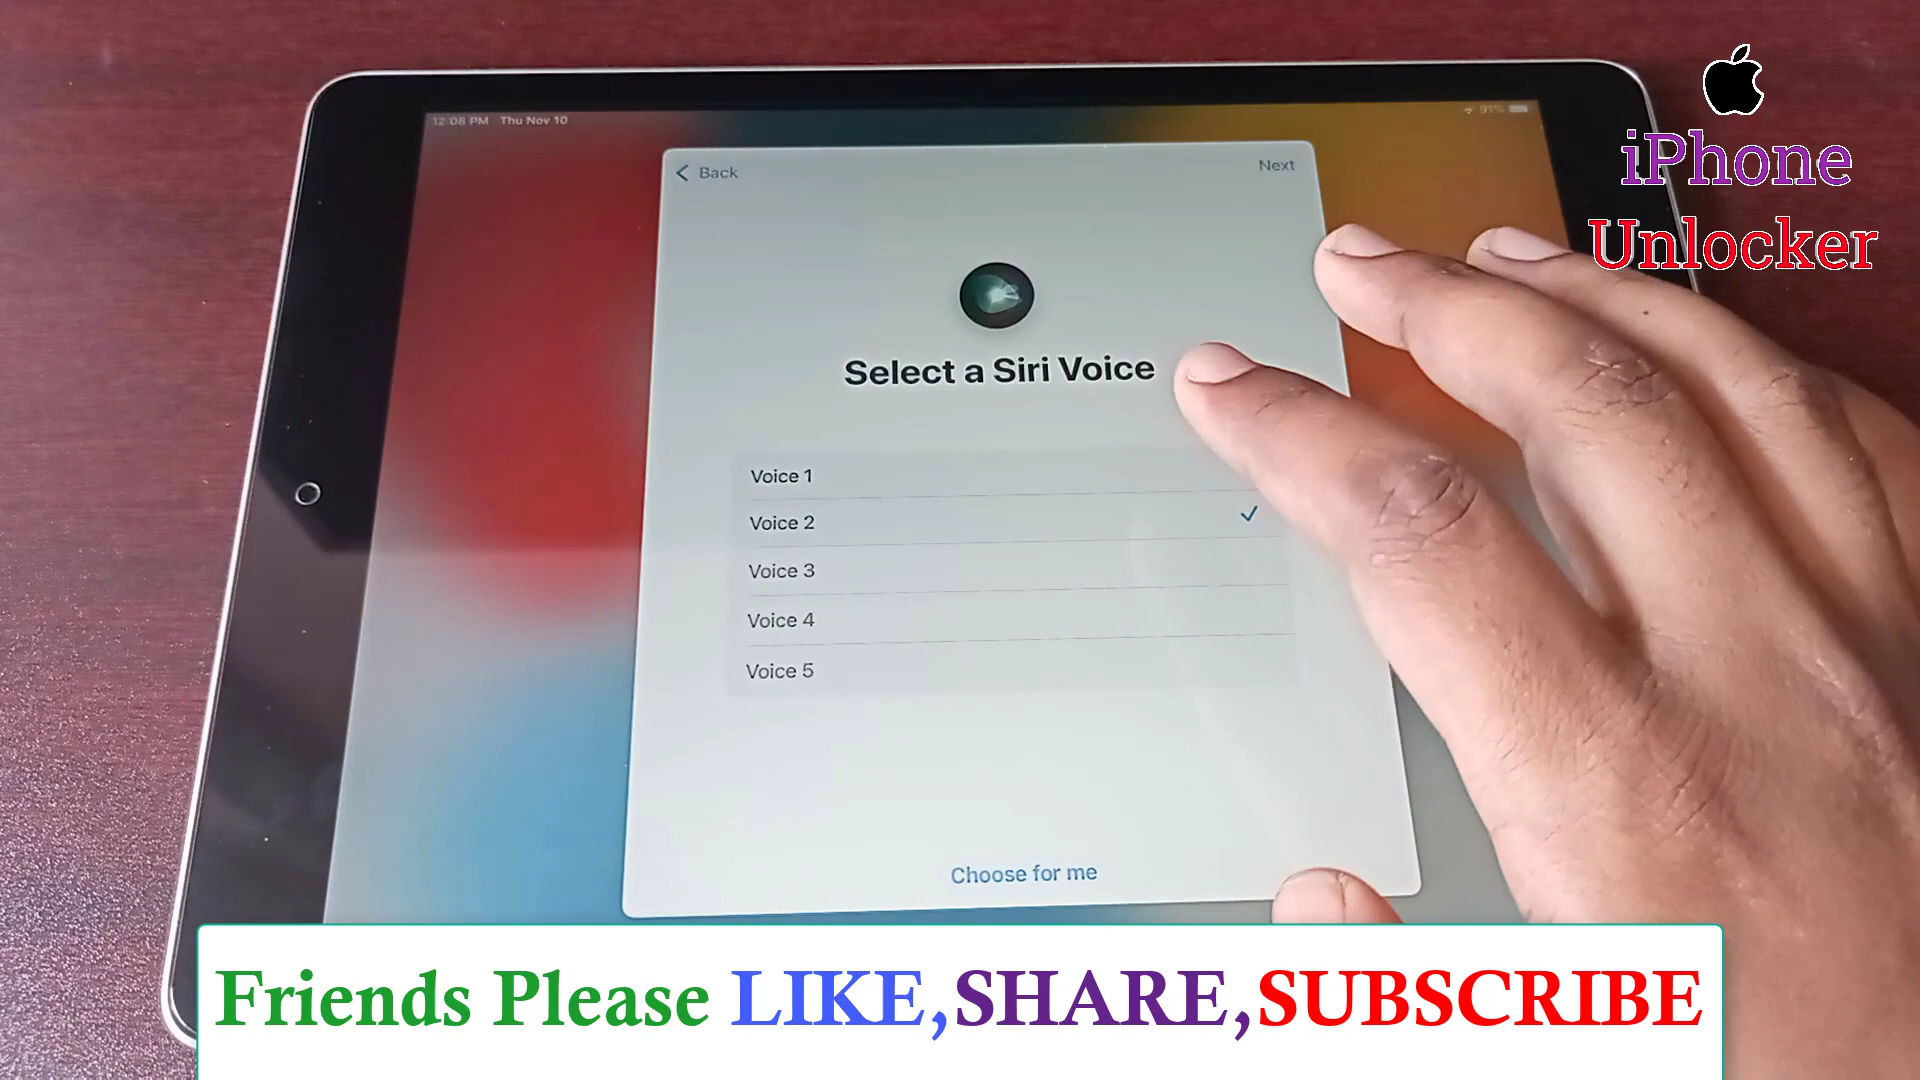 12:08 PM Thu Nov 10
91%
Back
Next
iPhone
Unlocker
Select a Siri Voice
Voice 1
Voice 2
Voice 3
Voice 4
Voice 5
Choose for me
Friends Please LIKE,SHARE,SUBSCRIBE